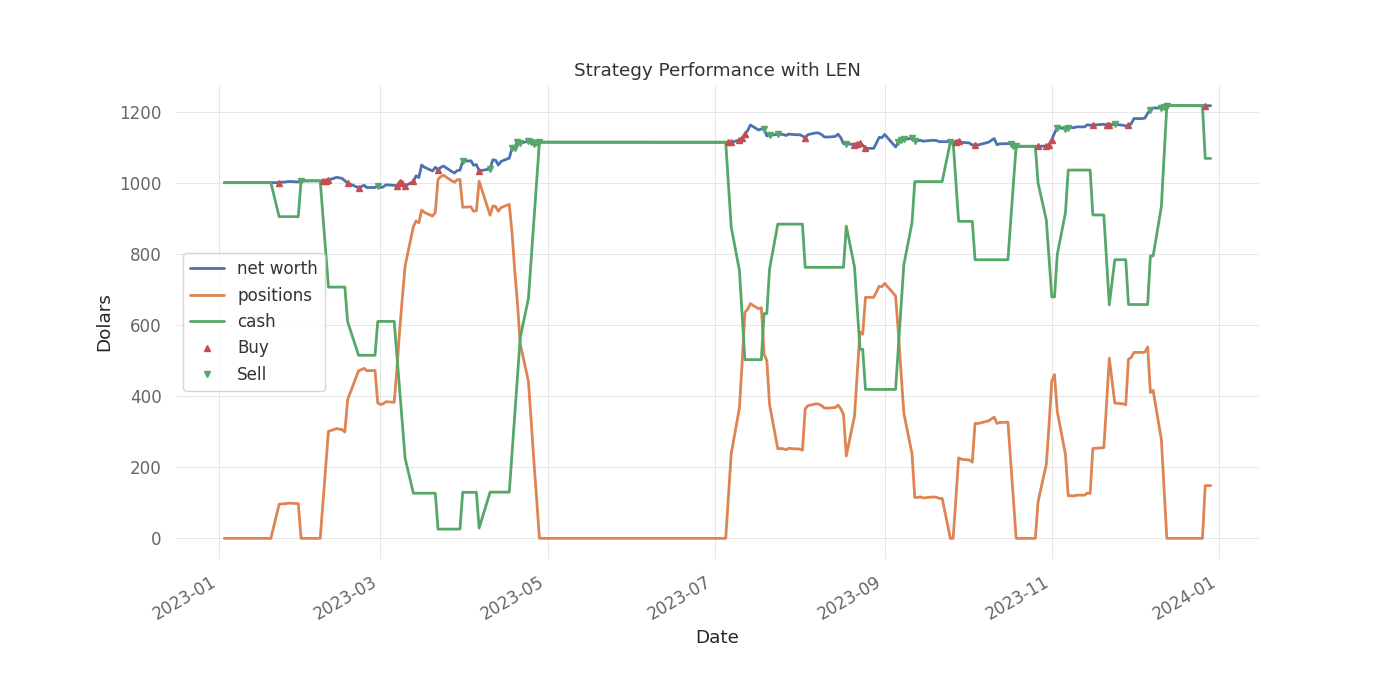 Strategy Performance with LEN
1200
1000
800
600
400
200
0
Dolars
net worth
positions
cash
Buy
Sell
2023-01
2023-03
2023-05
2023-07
2023-09
2023-11
2024-01
Date